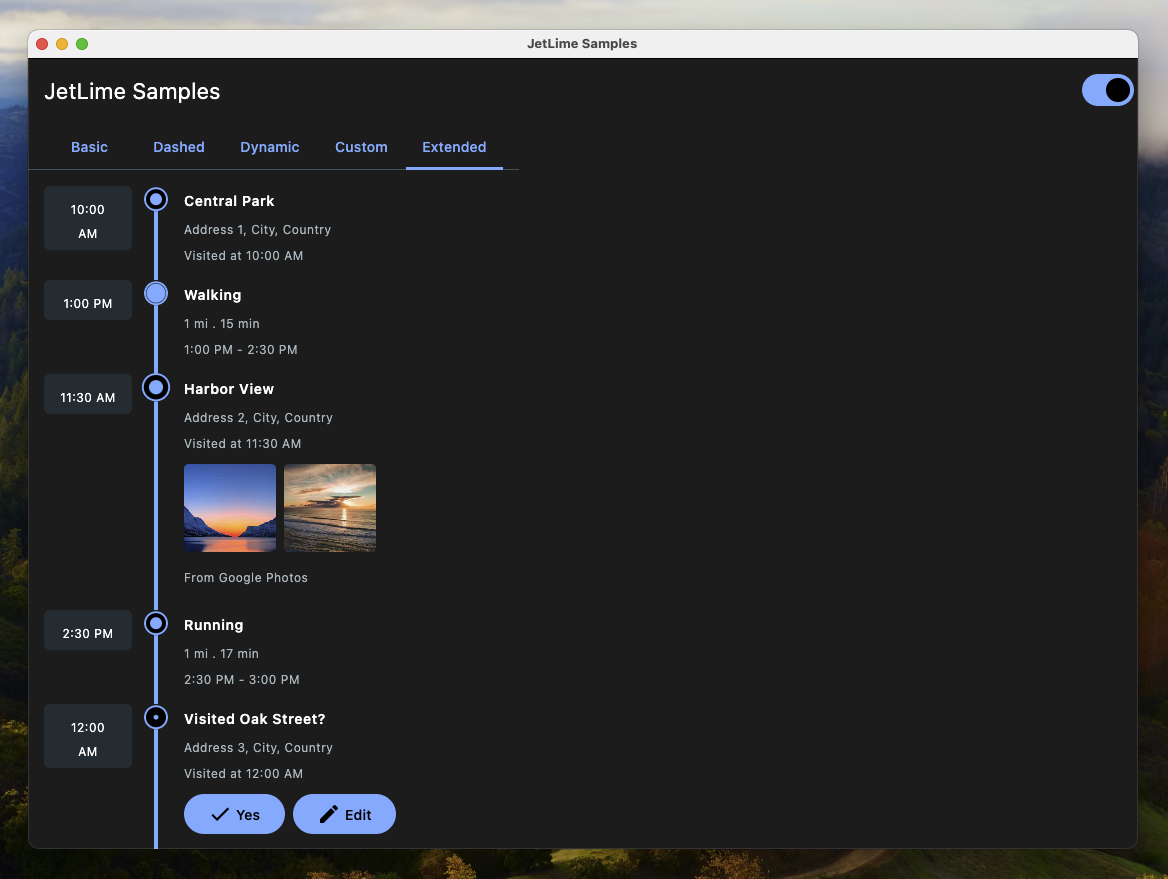 JetLime Samples
JetLime Samples
Basic Dashed Dynamic Custom Extended
10:00
AM
Central Park
Address 1, City, Country
Visited at 10:00 AM
1:00 PM
Walking
1 mi . 15 min
1:00 PM - 2:30 PM
11:30 AM
Harbor View
Address 2, City, Country
Visited at 11:30 AM
From Google Photos
2:30 PM
Running
1 mi . 17 min
2:30 PM - 3:00 PM
12:00
AM
Visited Oak Street?
Address 3, City, Country
Visited at 12:00 AM
Yes Edit